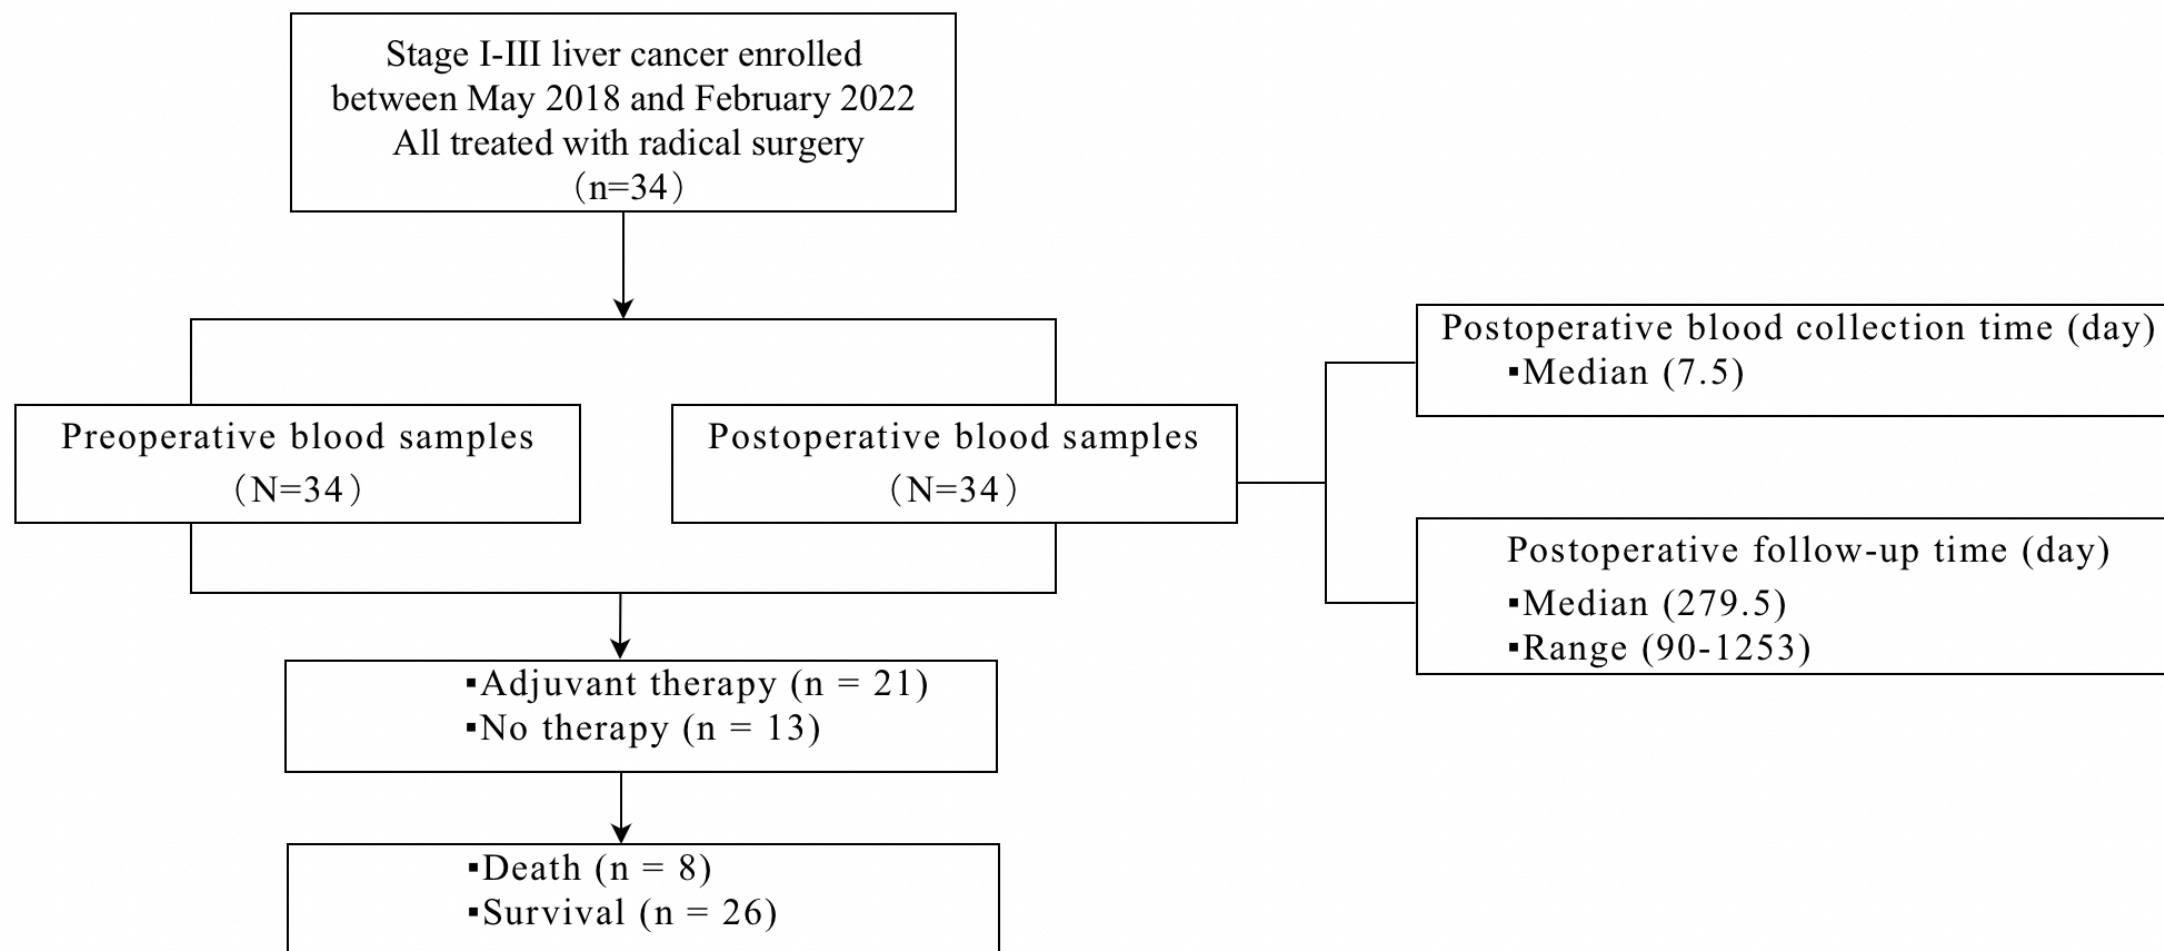 Stage I-III liver cancer enrolled
between May 2018 and February 2022
All treated with radical surgery
（n=34）
Preoperative blood samples
（N=34）
Postoperative blood samples
（N=34）
Postoperative blood collection time (day)
▪Median (7.5)
Postoperative follow-up time (day)
▪Median (279.5)
▪Range (90-1253)
▪Adjuvant therapy (n = 21)
▪No therapy (n = 13)
▪Death (n = 8)
▪Survival (n = 26)